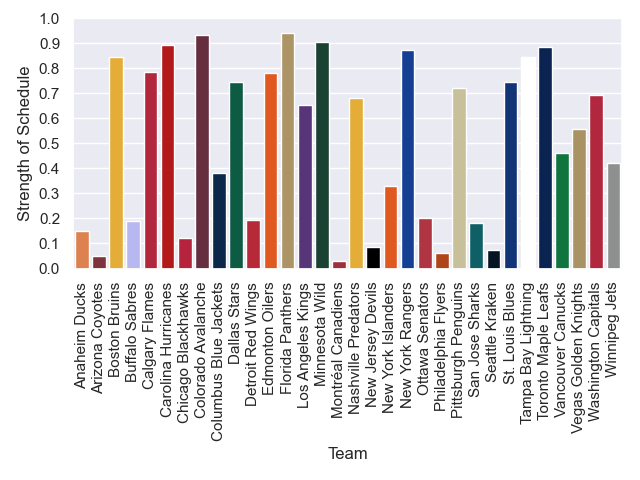 1.0
0.9
0.8
0.7
0.6
0.5
0.4
0.3
0.2
0.1
0.0
Strength of Schedule
Anaheim Ducks
Arizona Coyotes
Boston Bruins
Buffalo Sabres
Calgary Flames
Carolina Hurricanes
Chicago Blackhawks
Colorado Avalanche
Columbus Blue Jackets
Dallas Stars
Detroit Red Wings
Edmonton Oilers
Florida Panthers
Los Angeles Kings
Minnesota Wild
Montréal Canadiens
Nashville Predators
New Jersey Devils
New York Islanders
New York Rangers
Ottawa Senators
Philadelphia Flyers
Pittsburgh Penguins
San Jose Sharks
Seattle Kraken
St. Louis Blues
Tampa Bay Lightning
Toronto Maple Leafs
Vancouver Canucks
Vegas Golden Knights
Washington Capitals
Winnipeg Jets
Team